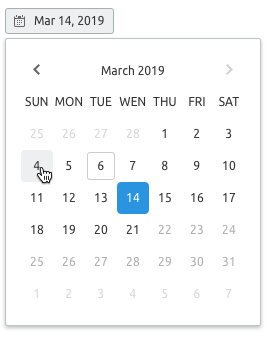 Mar 14, 2019
March 2019
SUN MON TUE WEN THU FRI SAT
25 26 27 28 1 2 3
4 5 6 7 8 9 10
11 12 13 14 15 16 17
18 19 20 21 22 23 24
25 26 27 28 29 30 31
1 2 3 4 5 6 7